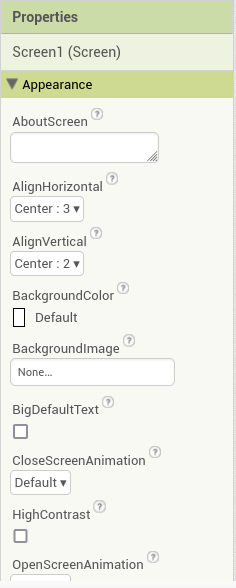 Properties
Screen1 (Screen)
Appearance
AboutScreen ?
AlignHorizontal ?
Center : 3 ▾
AlignVertical ?
Center : 2 ▾
BackgroundColor ?
Default
BackgroundImage ?
None...
BigDefaultText ?
CloseScreenAnimation ?
Default ▾
HighContrast ?
OpenScreenAnimation ?